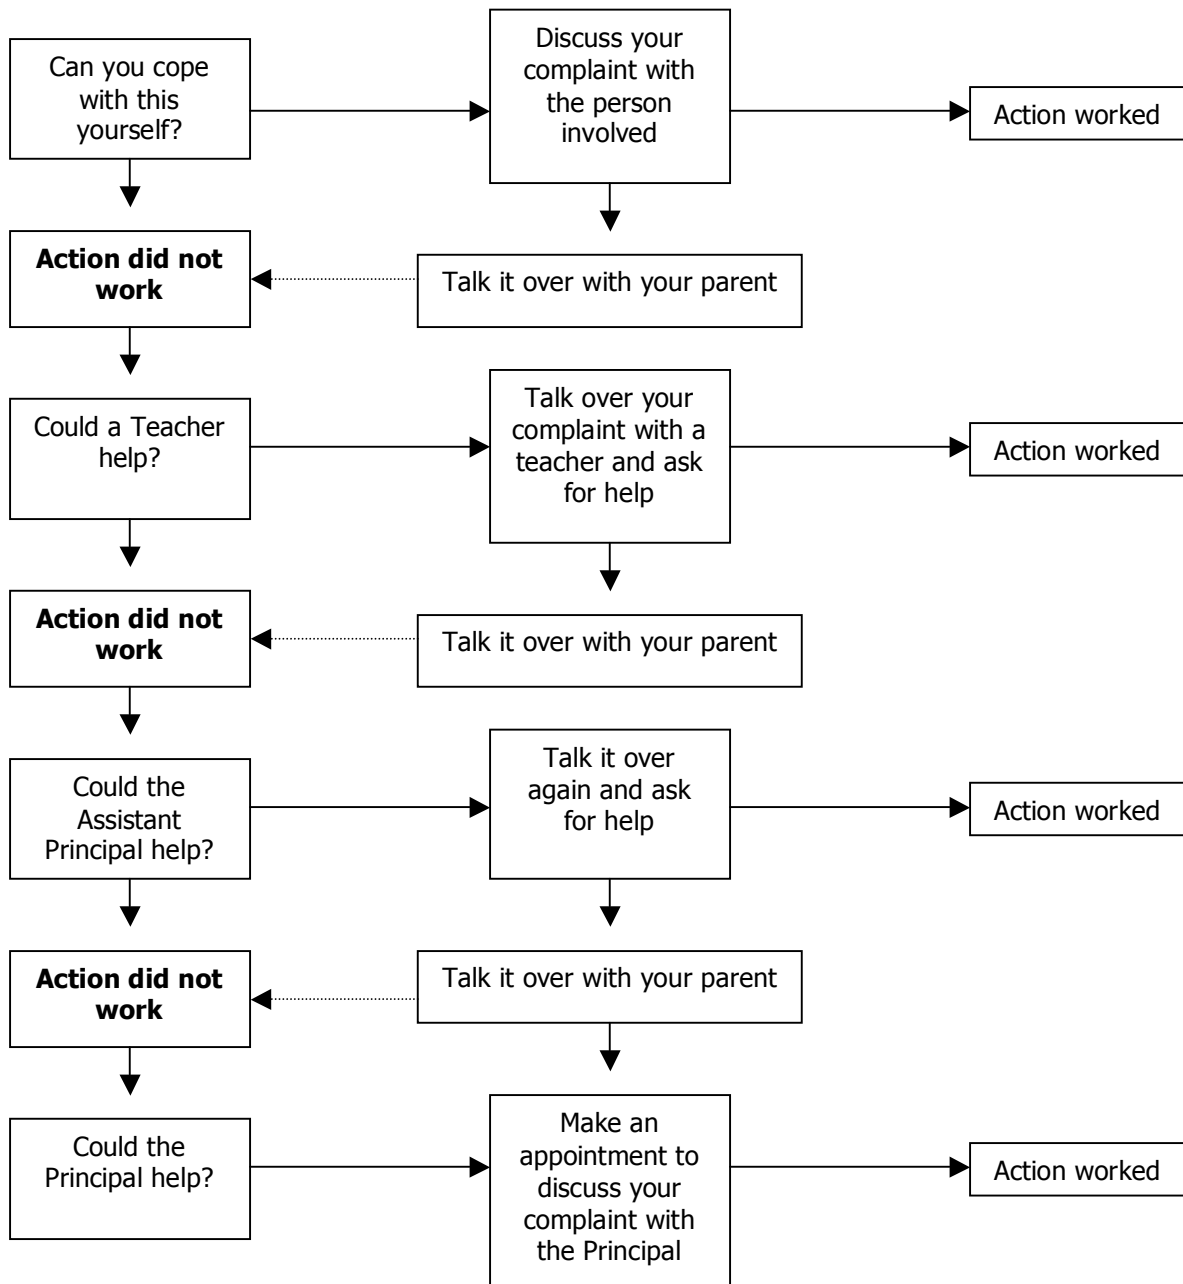 Can you cope
with this
yourself?
Discuss your
complaint with
the person
involved
Action worked
Action did not
work
Talk it over with your parent
Could a Teacher
help?
Talk over your
complaint with a
teacher and ask
for help
Action worked
Action did not
work
Talk it over with your parent
Could the
Assistant
Principal help?
Talk it over
again and ask
for help
Action worked
Action did not
work
Talk it over with your parent
Could the
Principal help?
Make an
appointment to
discuss your
complaint with
the Principal
Action worked